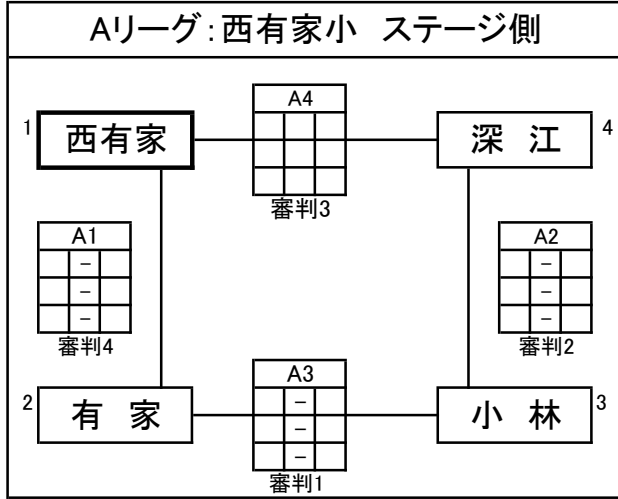 Aリーグ:西有家小 ステージ側
A4
1 西有家
深 江 4
審判3
A1
-
-
-
審判4
A2
-
-
-
審判2
A3
-
-
-
2 有 家
小 林 3
審判1